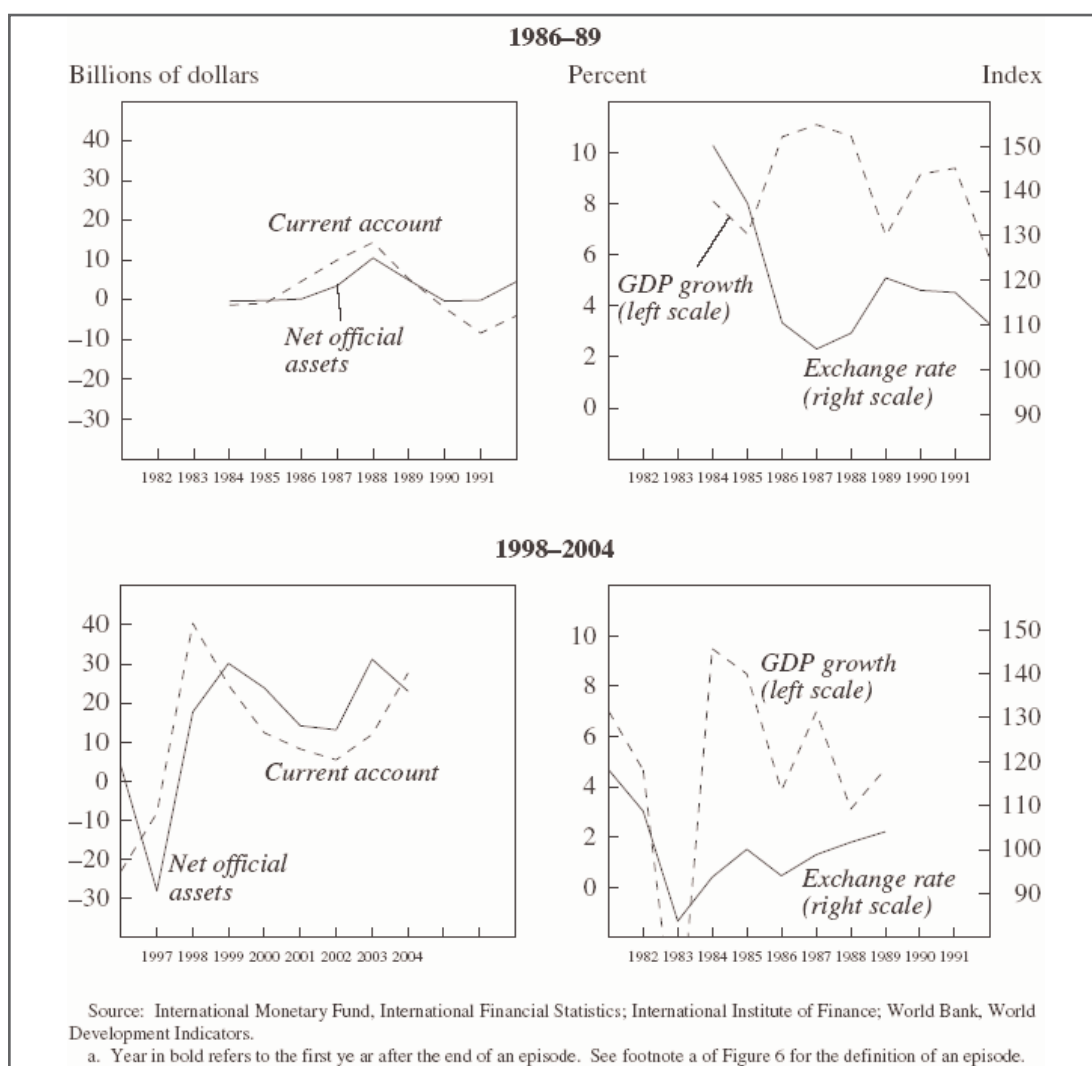 1986–89
Billions of dollars
Percent
Index
40
30
20
10
0
–10
–20
–30
Current account
Net official
assets
1982 1983 1984 1985 1986 1987 1988 1989 1990 1991
10
8
6
4
2
0
GDP growth
(left scale)
Exchange rate
(right scale)
150
140
130
120
110
100
90
1982 1983 1984 1985 1986 1987 1988 1989 1990 1991
1998–2004
40
30
20
10
0
–10
–20
–30
Current account
Net official
assets
1997 1998 1999 2000 2001 2002 2003 2004
10
8
6
4
2
0
GDP growth
(left scale)
Exchange rate
(right scale)
150
140
130
120
110
100
90
1982 1983 1984 1985 1986 1987 1988 1989 1990 1991
Source: International Monetary Fund, International Financial Statistics; International Institute of Finance; World Bank, World
Development Indicators.
a. Year in bold refers to the first ye ar after the end of an episode. See footnote a of Figure 6 for the definition of an episode.